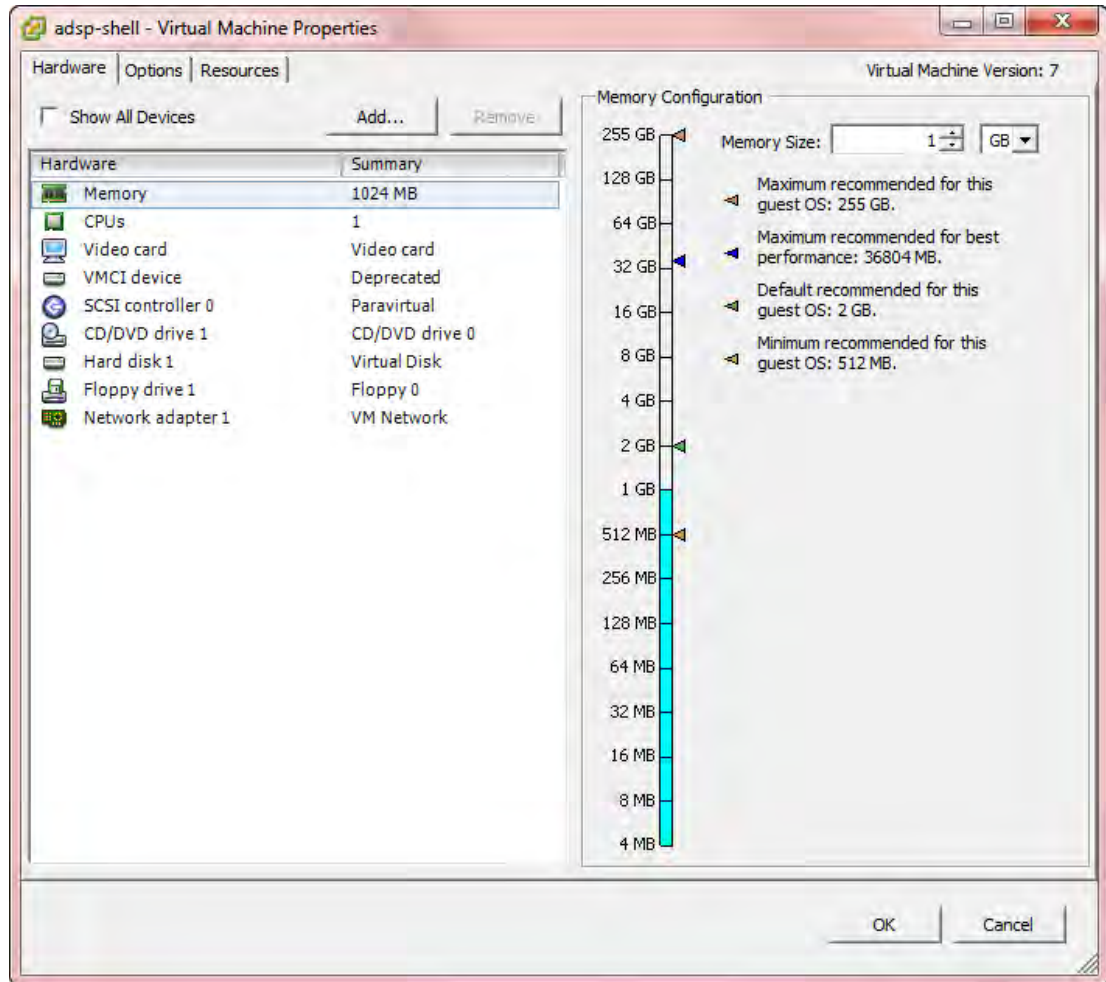 adsp-shell - Virtual Machine Properties
Hardware Options Resources
Virtual Machine Version: 7
Show All Devices
Add...
Remove
Hardware Summary
Memory 1024 MB
CPUs 1
Video card Video card
VMCI device Deprecated
SCSI controller 0 Paravirtual
CD/DVD drive 1 CD/DVD drive 0
Hard disk 1 Virtual Disk
Floppy drive 1 Floppy 0
Network adapter 1 VM Network
Memory Configuration
255 GB
128 GB
64 GB
32 GB
16 GB
8 GB
4 GB
2 GB
1 GB
512 MB
256 MB
128 MB
64 MB
32 MB
16 MB
8 MB
4 MB
Memory Size: 1 GB
Maximum recommended for this
guest OS: 255 GB.
Maximum recommended for best
performance: 36804 MB.
Default recommended for this
guest OS: 2 GB.
Minimum recommended for this
guest OS: 512 MB.
OK
Cancel